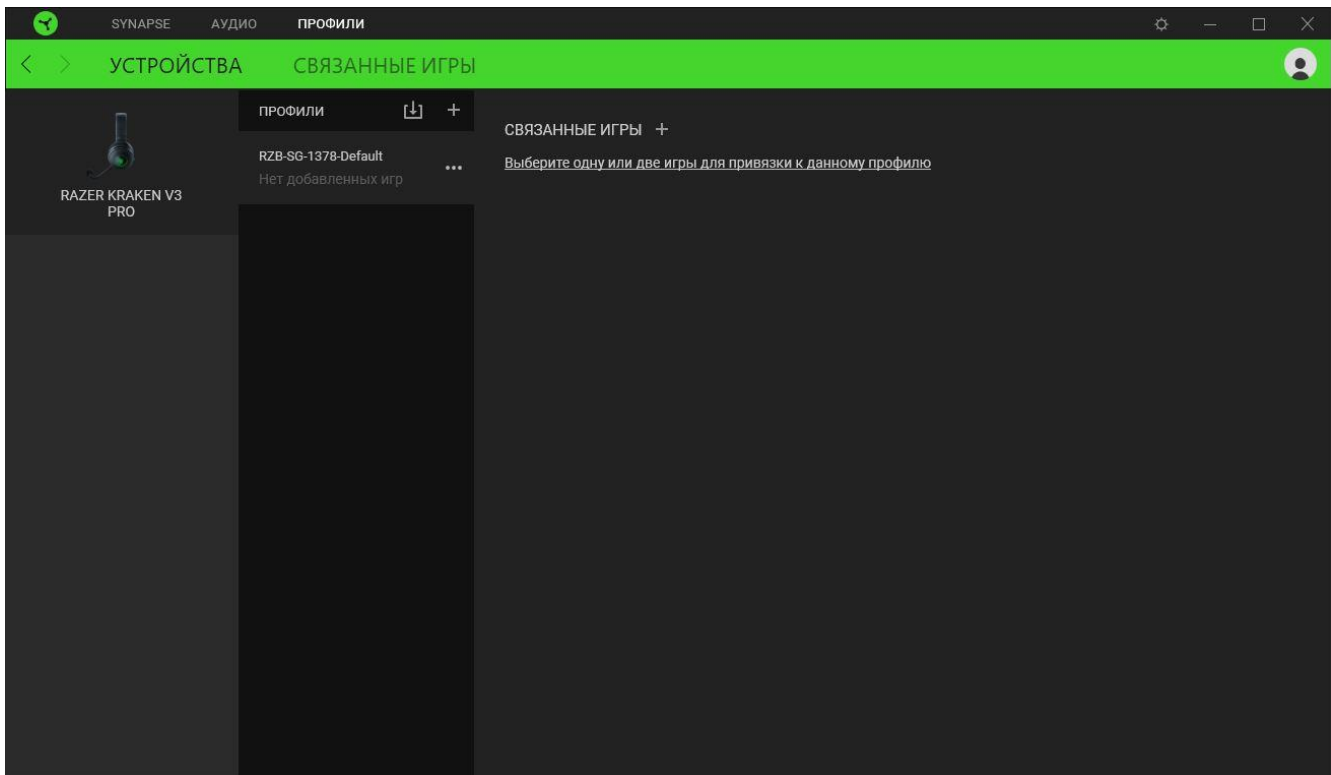 SYNAPSE АУДИО ПРОФИЛИ
УСТРОЙСТВА СВЯЗАННЫЕ ИГРЫ
RAZER KRAKEN V3
PRO
ПРОФИЛИ
RZB-SG-1378-Default
Нет добавленных игр
СВЯЗАННЫЕ ИГРЫ
Выберите одну или две игры для привязки к данному профилю